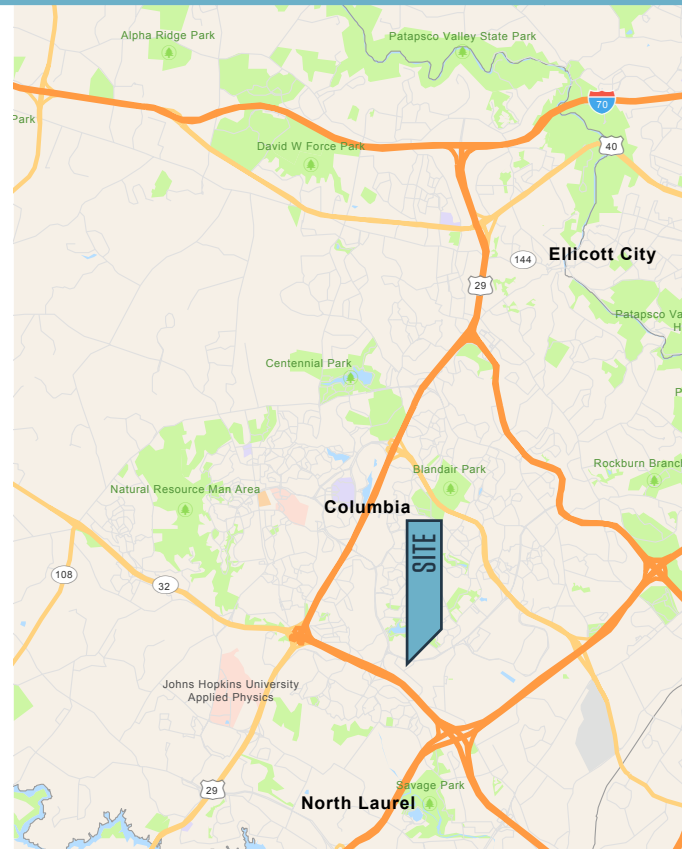 Alpha Ridge Park
Patapsco Valley State Park
70
Park
David W Force Park
40
Ellicott City
144
29
Patapsco Va
H
Centennial Park
P
Blandair Park
Rockburn Branch
Natural Resource Man Area
Columbia
SITE
108
32
Johns Hopkins University
Applied Physics
29
Savage Park
North Laurel